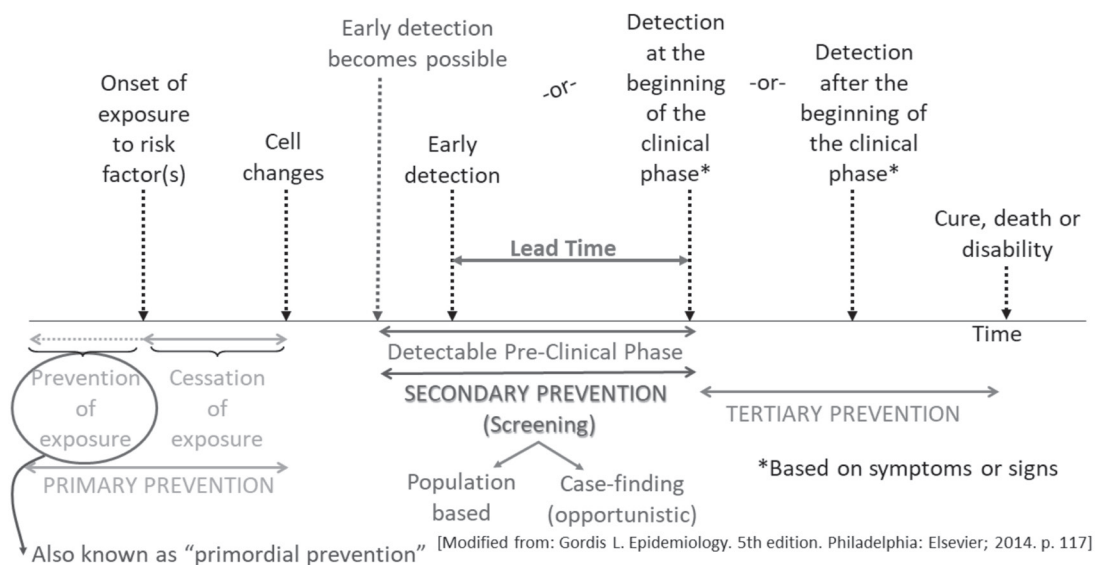 Onset of
exposure
to risk
factor(s)
Cell
changes
Early detection
becomes possible
Early
detection
-or-
Detection
at the
beginning
of the
clinical
phase*
-or-
Detection
after the
beginning of
the clinical
phase*
Cure, death or
disability
Lead Time
Time
Prevention
of
exposure
Cessation
of
exposure
PRIMARY PREVENTION
Also known as “primordial prevention”
Detectable Pre-Clinical Phase
SECONDARY PREVENTION
(Screening)
Population
based
Case-finding
(opportunistic)
TERTIARY PREVENTION
*Based on symptoms or signs
[Modified from: Gordis L. Epidemiology. 5th edition. Philadelphia: Elsevier; 2014. p. 117]